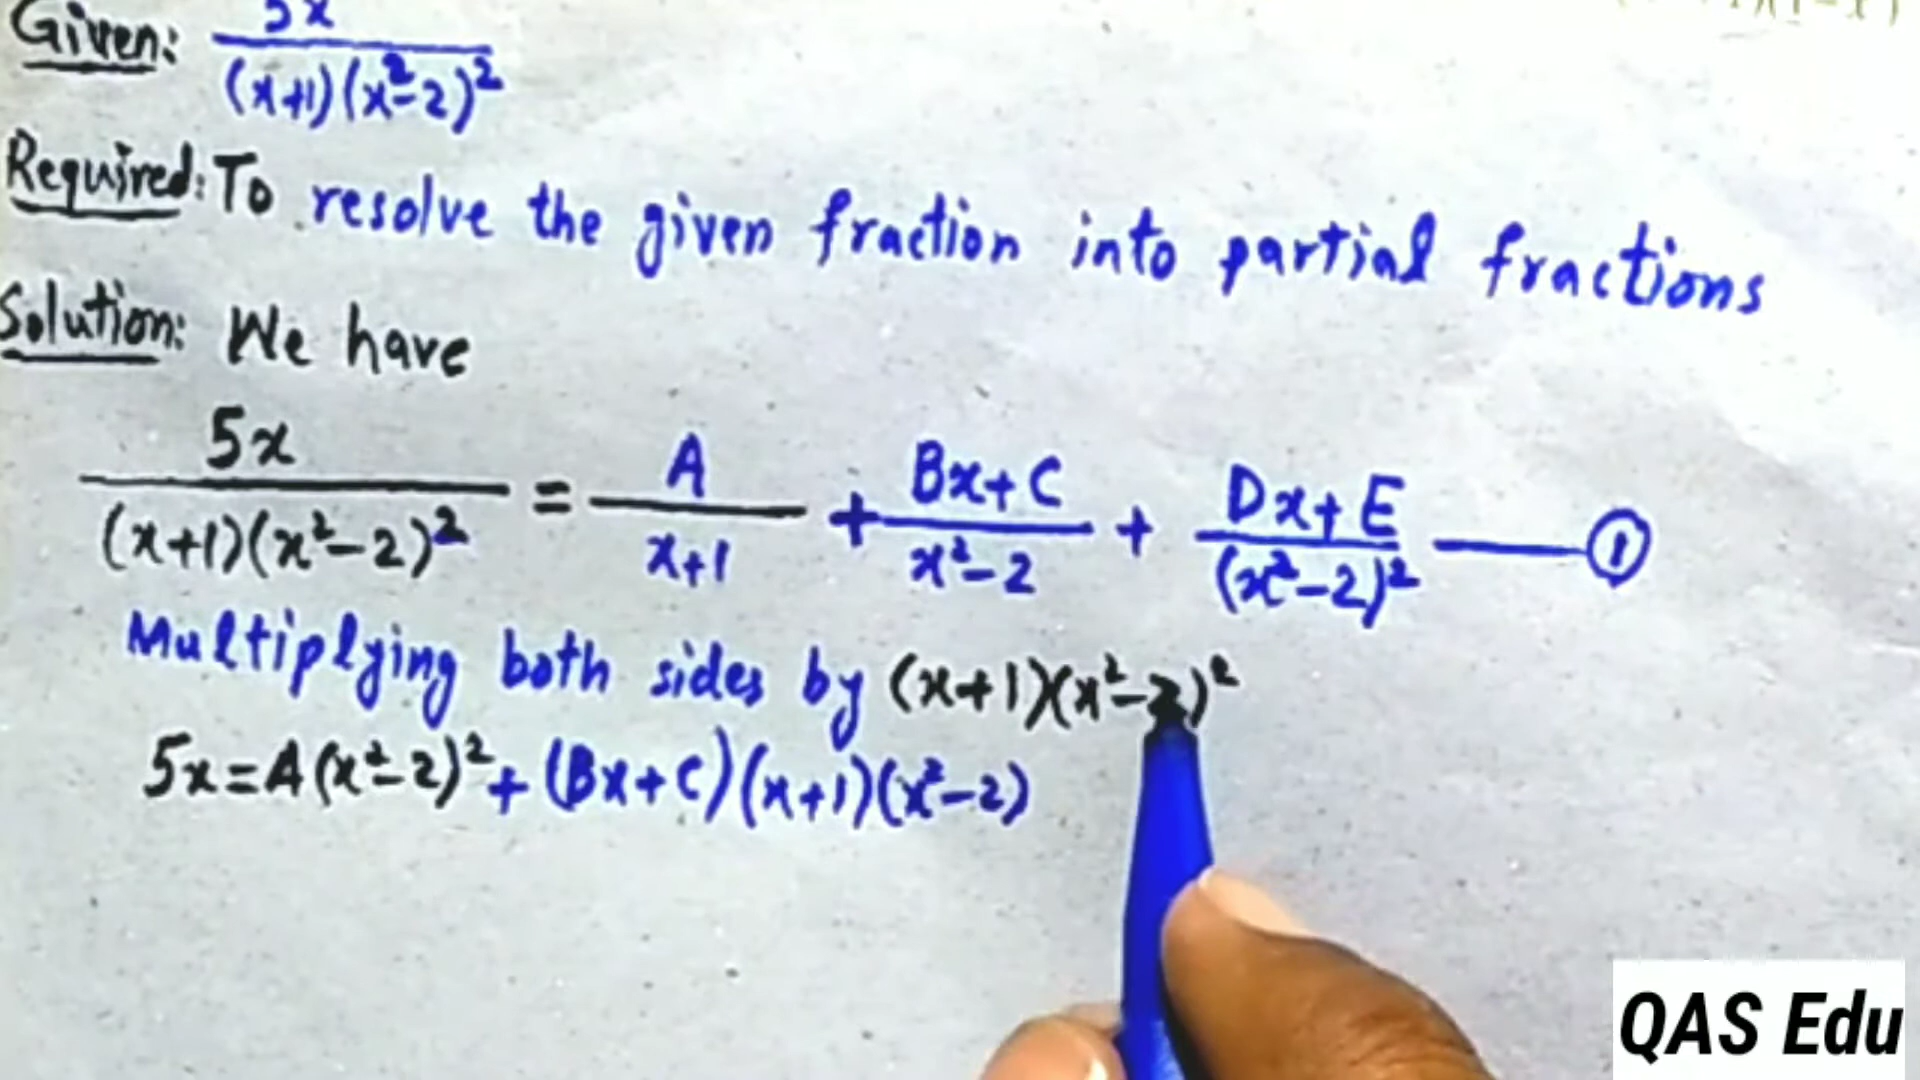 Given: 5x / (x+1)(x²-2)²
Required: To resolve the given fraction into partial fractions
Solution: We have
5x / (x+1)(x²-2)² = A / x+1 + Bx+C / x²-2 + Dx+E / (x²-2)² —— ①
Multiplying both sides by (x+1)(x²-2)²
5x = A(x²-2)² + (Bx+C)(x+1)(x²-2)
QAS Edu